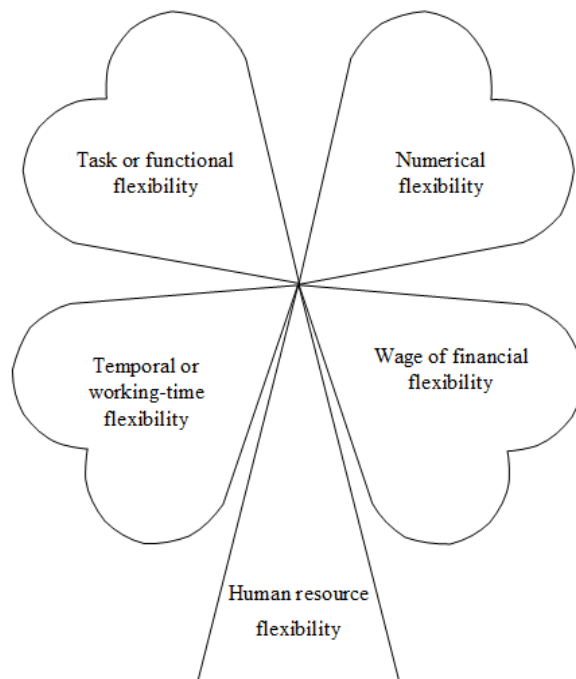 Task or functional
flexibility
Numerical
flexibility
Temporal or
working-time
flexibility
Wage of financial
flexibility
Human resource
flexibility